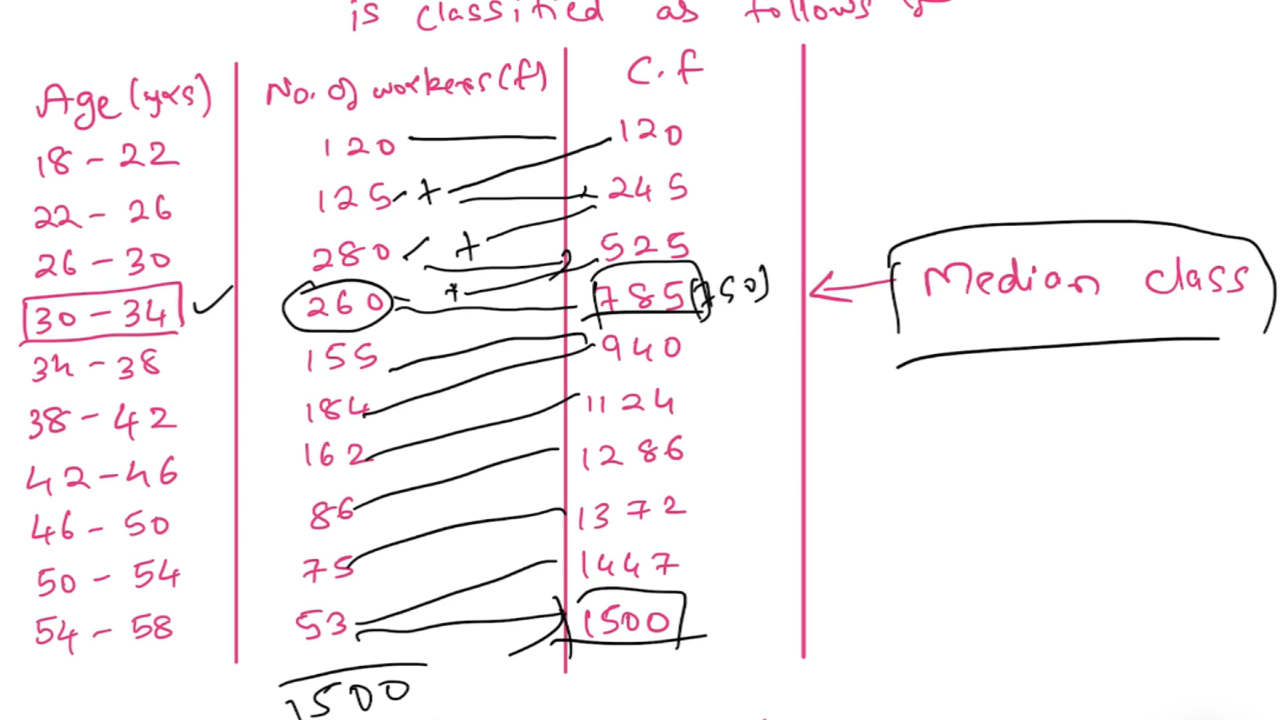 is classified as follows
Age (yrs) No. of workers (f) C.f
18 - 22 120 120
22 - 26 125 + 245
26 - 30 280 + 525
30 - 34 260 + 785 (750) Median class
34 - 38 155 940
38 - 42 184 1124
42 - 46 162 1286
46 - 50 86 1372
50 - 54 75 1447
54 - 58 53 1500
1500